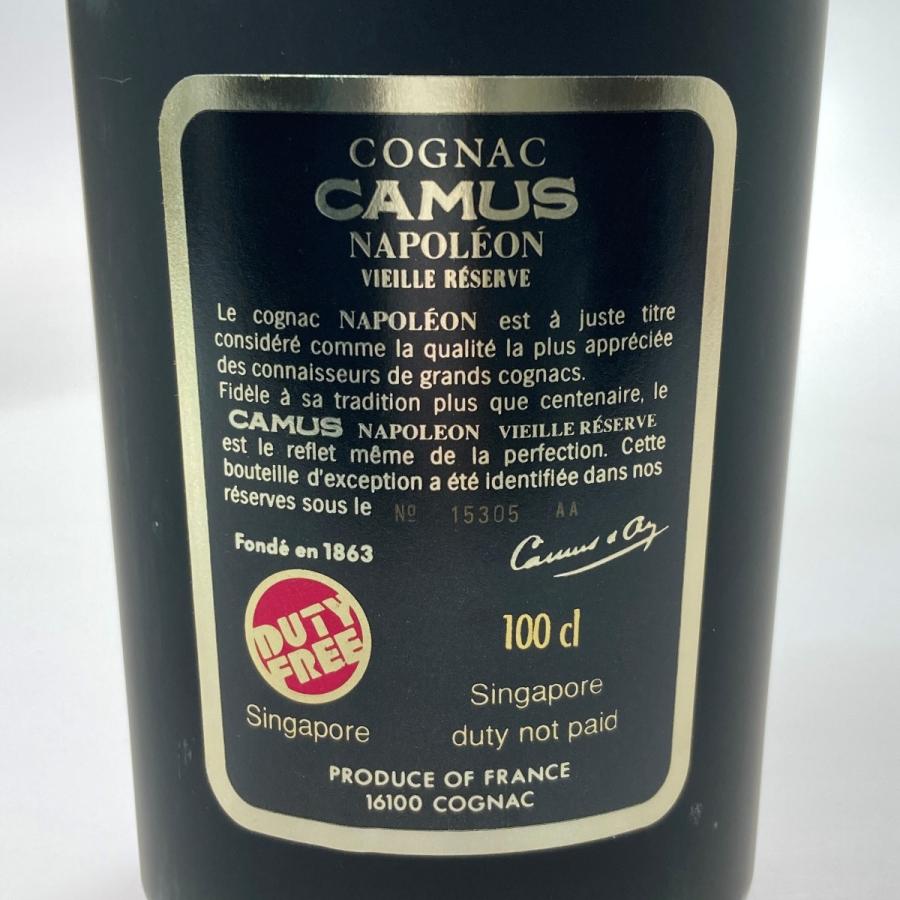 COGNAC
CAMUS
NAPOLÉON
VIEILLE RÉSERVE
Le cognac NAPOLÉON est à juste titre
considéré comme la qualité la plus appréciée
des connaisseurs de grands cognacs.
Fidèle à sa tradition plus que centenaire, le
CAMUS NAPOLEON VIEILLE RÉSERVE
est le reflet même de la perfection. Cette
bouteille d'exception a été identifiée dans nos
réserves sous le Nº 15305 AA
Fondé en 1863
DUTY
FREE
Singapore
100 cl
Singapore
duty not paid
PRODUCE OF FRANCE
16100 COGNAC